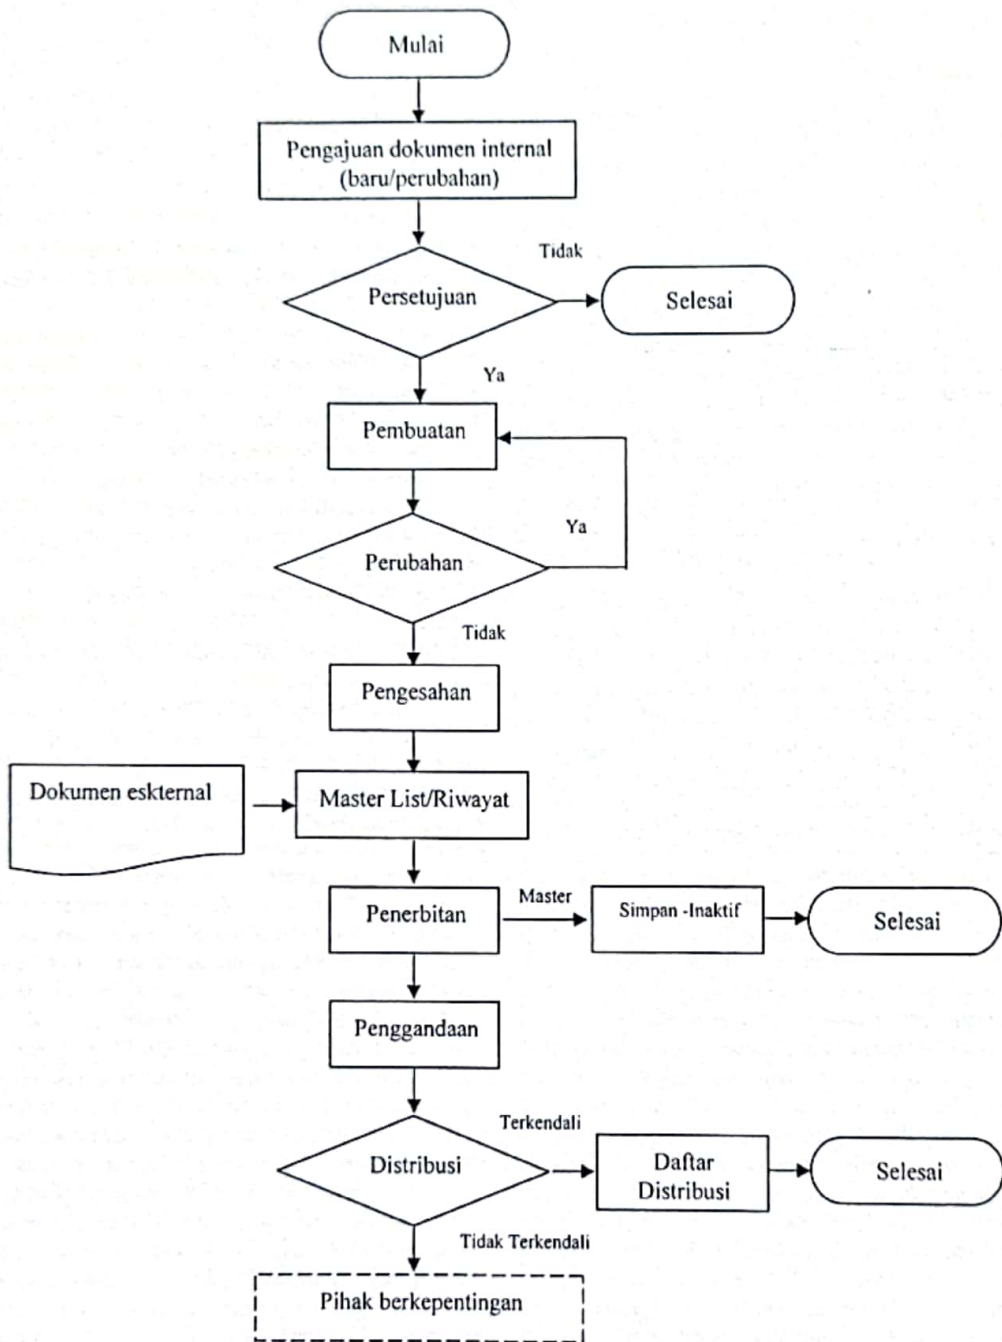 Mulai
Pengajuan dokumen internal
(baru/perubahan)
Tidak
Persetujuan
Selesai
Ya
Pembuatan
Ya
Perubahan
Tidak
Pengesahan
Dokumen eskternal
Master List/Riwayat
Penerbitan
Master
Simpan -Inaktif
Selesai
Penggandaan
Terkendali
Distribusi
Daftar
Distribusi
Selesai
Tidak Terkendali
Pihak berkepentingan